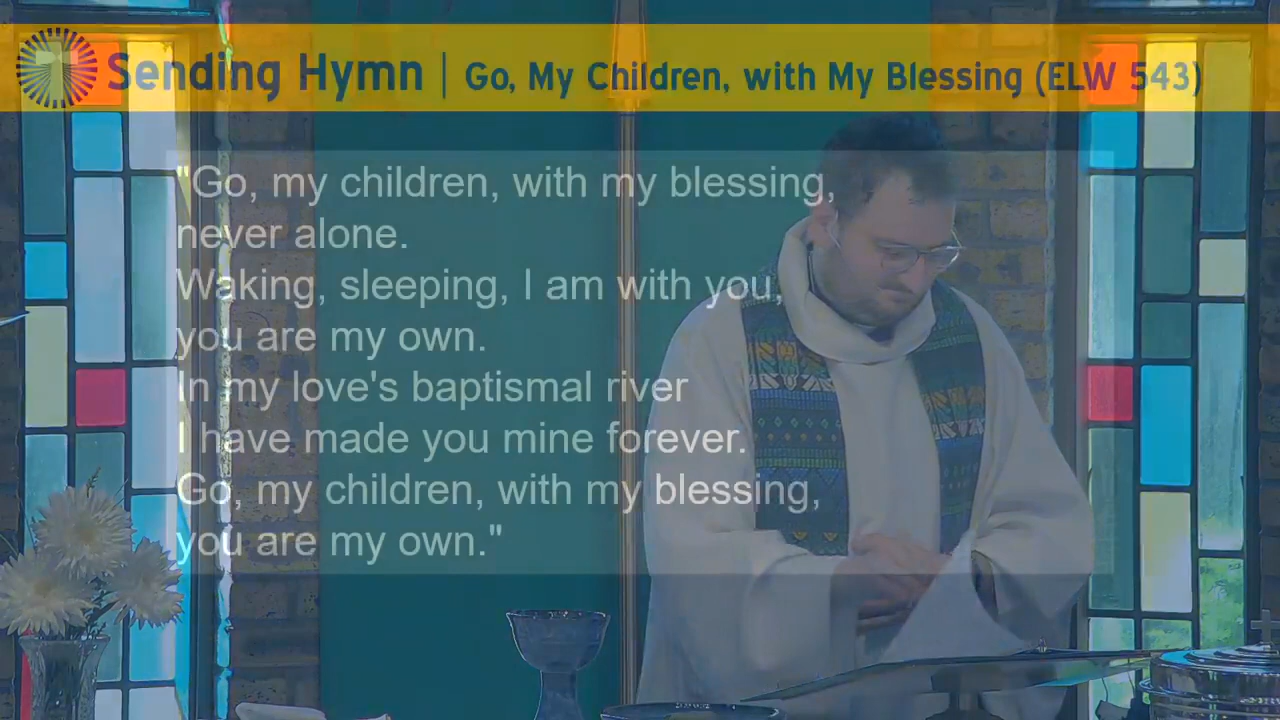 Sending Hymn | Go, My Children, with My Blessing (ELW 543)
"Go, my children, with my blessing,
never alone.
Waking, sleeping, I am with you,
you are my own.
In my love's baptismal river
I have made you mine forever.
Go, my children, with my blessing,
you are my own."